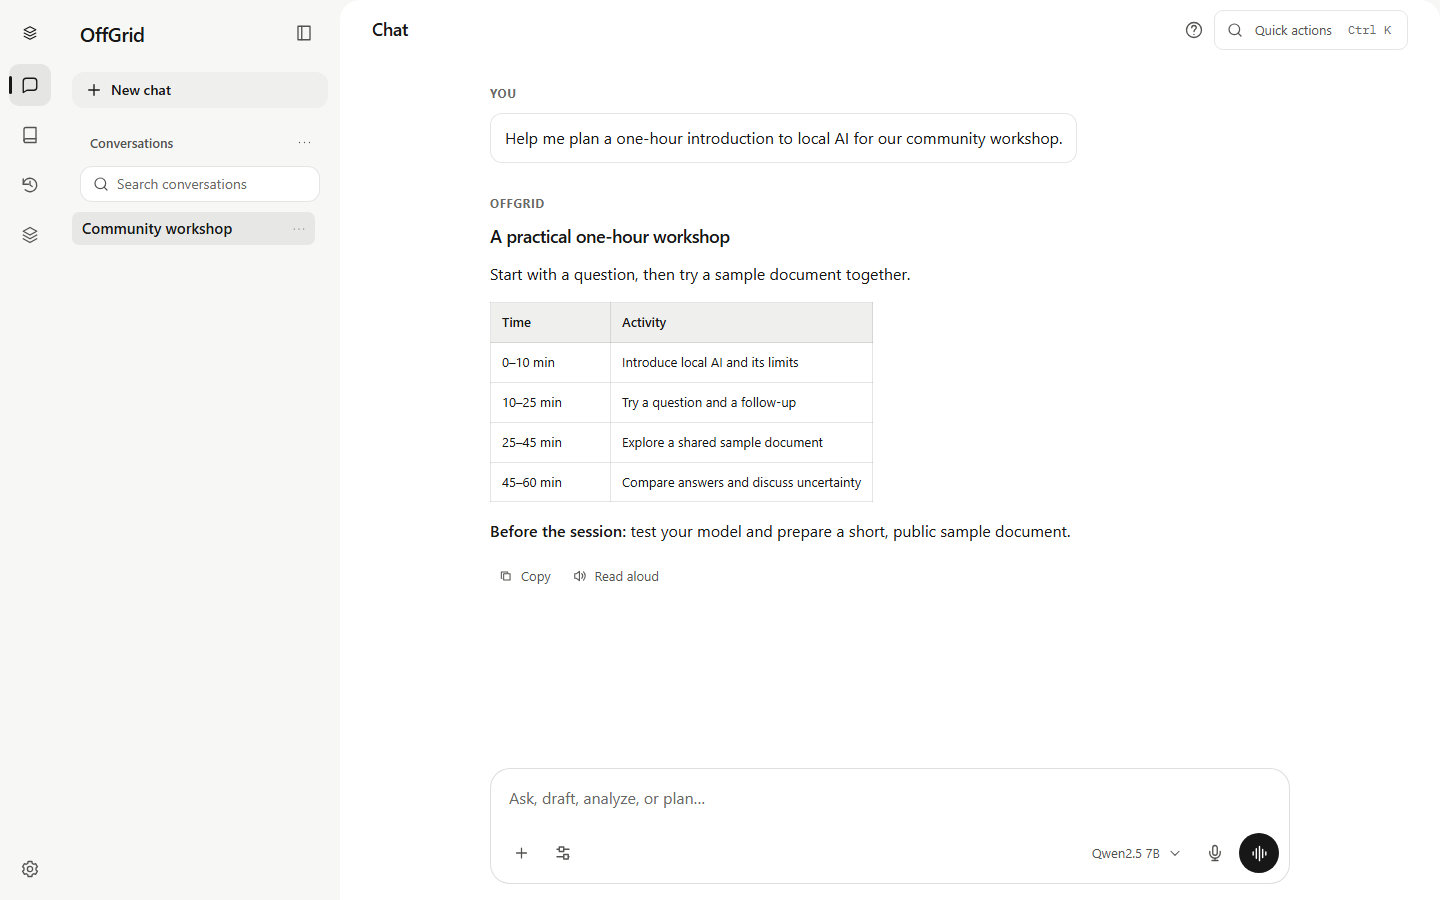 OffGrid
New chat
Conversations
Search conversations
Community workshop
Chat
Quick actions Ctrl K
YOU
Help me plan a one-hour introduction to local AI for our community workshop.
OFFGRID
A practical one-hour workshop
Start with a question, then try a sample document together.
Time Activity
0–10 min Introduce local AI and its limits
10–25 min Try a question and a follow-up
25–45 min Explore a shared sample document
45–60 min Compare answers and discuss uncertainty
Before the session: test your model and prepare a short, public sample document.
Copy Read aloud
Ask, draft, analyze, or plan...
Qwen2.5 7B